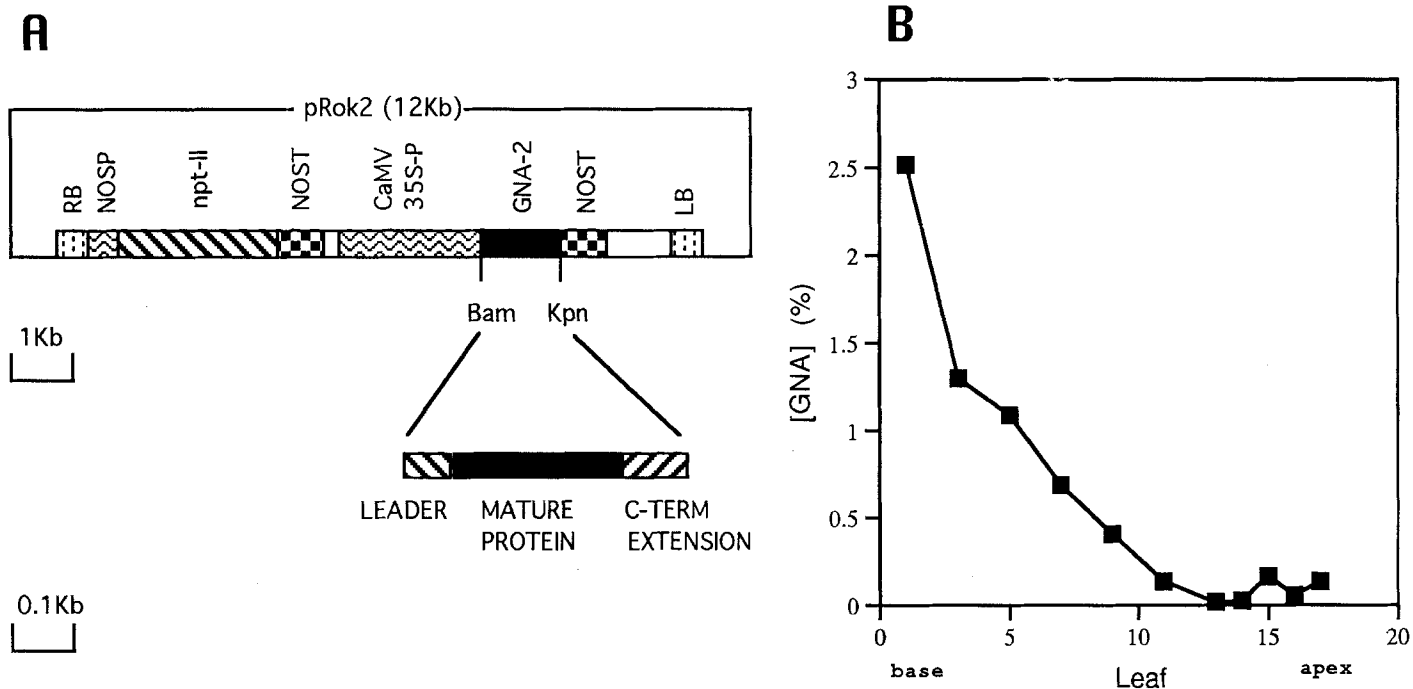 A
pRok2 (12Kb)
RB
NOSP
npt-II
NOST
CaMV
35S-P
GNA-2
NOST
LB
Bam Kpn
1Kb
LEADER MATURE C-TERM
PROTEIN EXTENSION
0.1Kb
B
3
2.5
2
1.5
1
0.5
0
[GNA] (%)
0 5 10 15 20
base Leaf apex